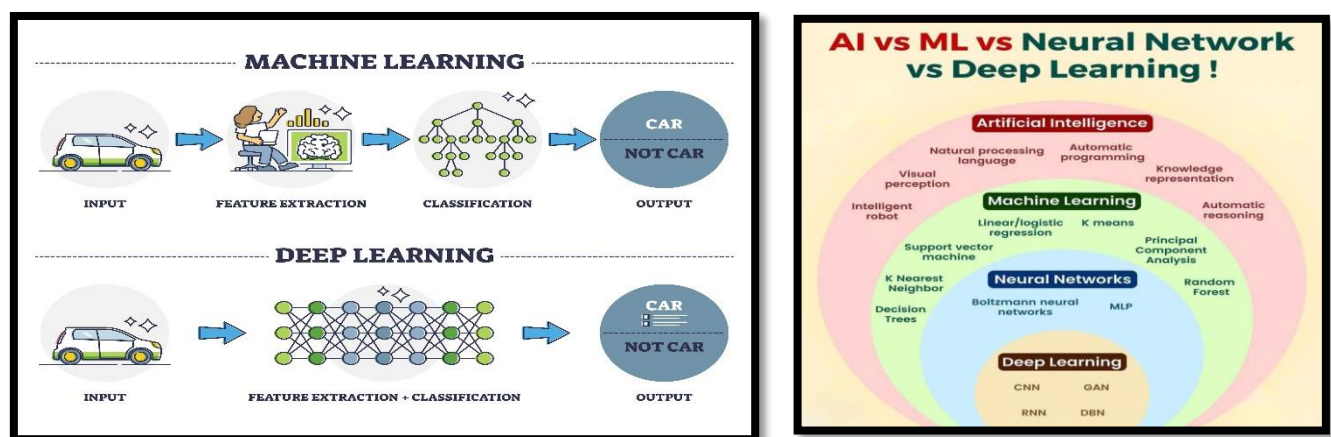 MACHINE LEARNING
CAR
NOT CAR
INPUT
FEATURE EXTRACTION
CLASSIFICATION
OUTPUT
DEEP LEARNING
CAR
NOT CAR
INPUT
FEATURE EXTRACTION + CLASSIFICATION
OUTPUT
AI vs ML vs Neural Network
vs Deep Learning !
Artificial Intelligence
Natural processing
language
Automatic
programming
Visual
perception
Knowledge
representation
Intelligent
robot
Automatic
reasoning
Machine Learning
Linear/logistic
regression
K means
Support vector
machine
Principal
Component
Analysis
K Nearest
Neighbor
Random
Forest
Decision
Trees
Neural Networks
Boltzmann neural
networks
MLP
Deep Learning
CNN
GAN
RNN
DBN